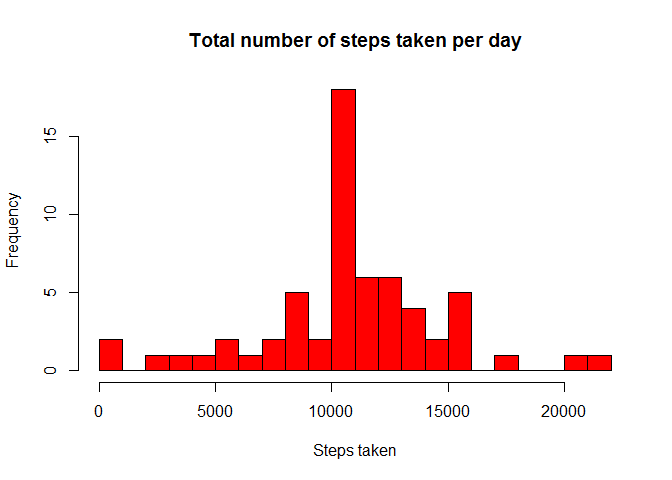 Total number of steps taken per day
Frequency
15
10
5
0
0 5000 10000 15000 20000
Steps taken